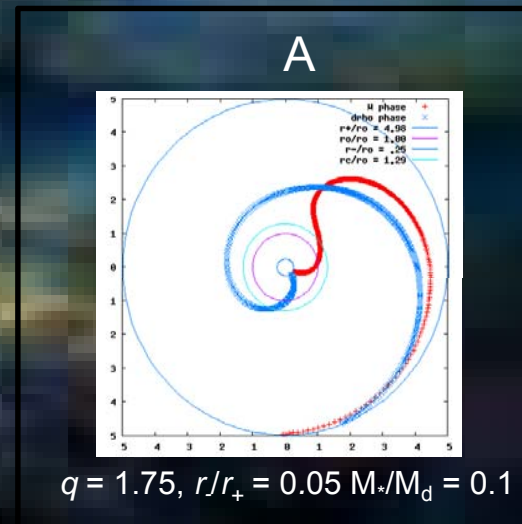 A
W phase
drho phase
r+/ro = 4.98
ro/ro = 1.00
r-/ro = .25
rc/ro = 1.29
5
4
3
2
1
0
1
2
3
4
5
5 4 3 2 1 0 1 2 3 4 5
q = 1.75, r₋/r₊ = 0.05 M*/Md = 0.1